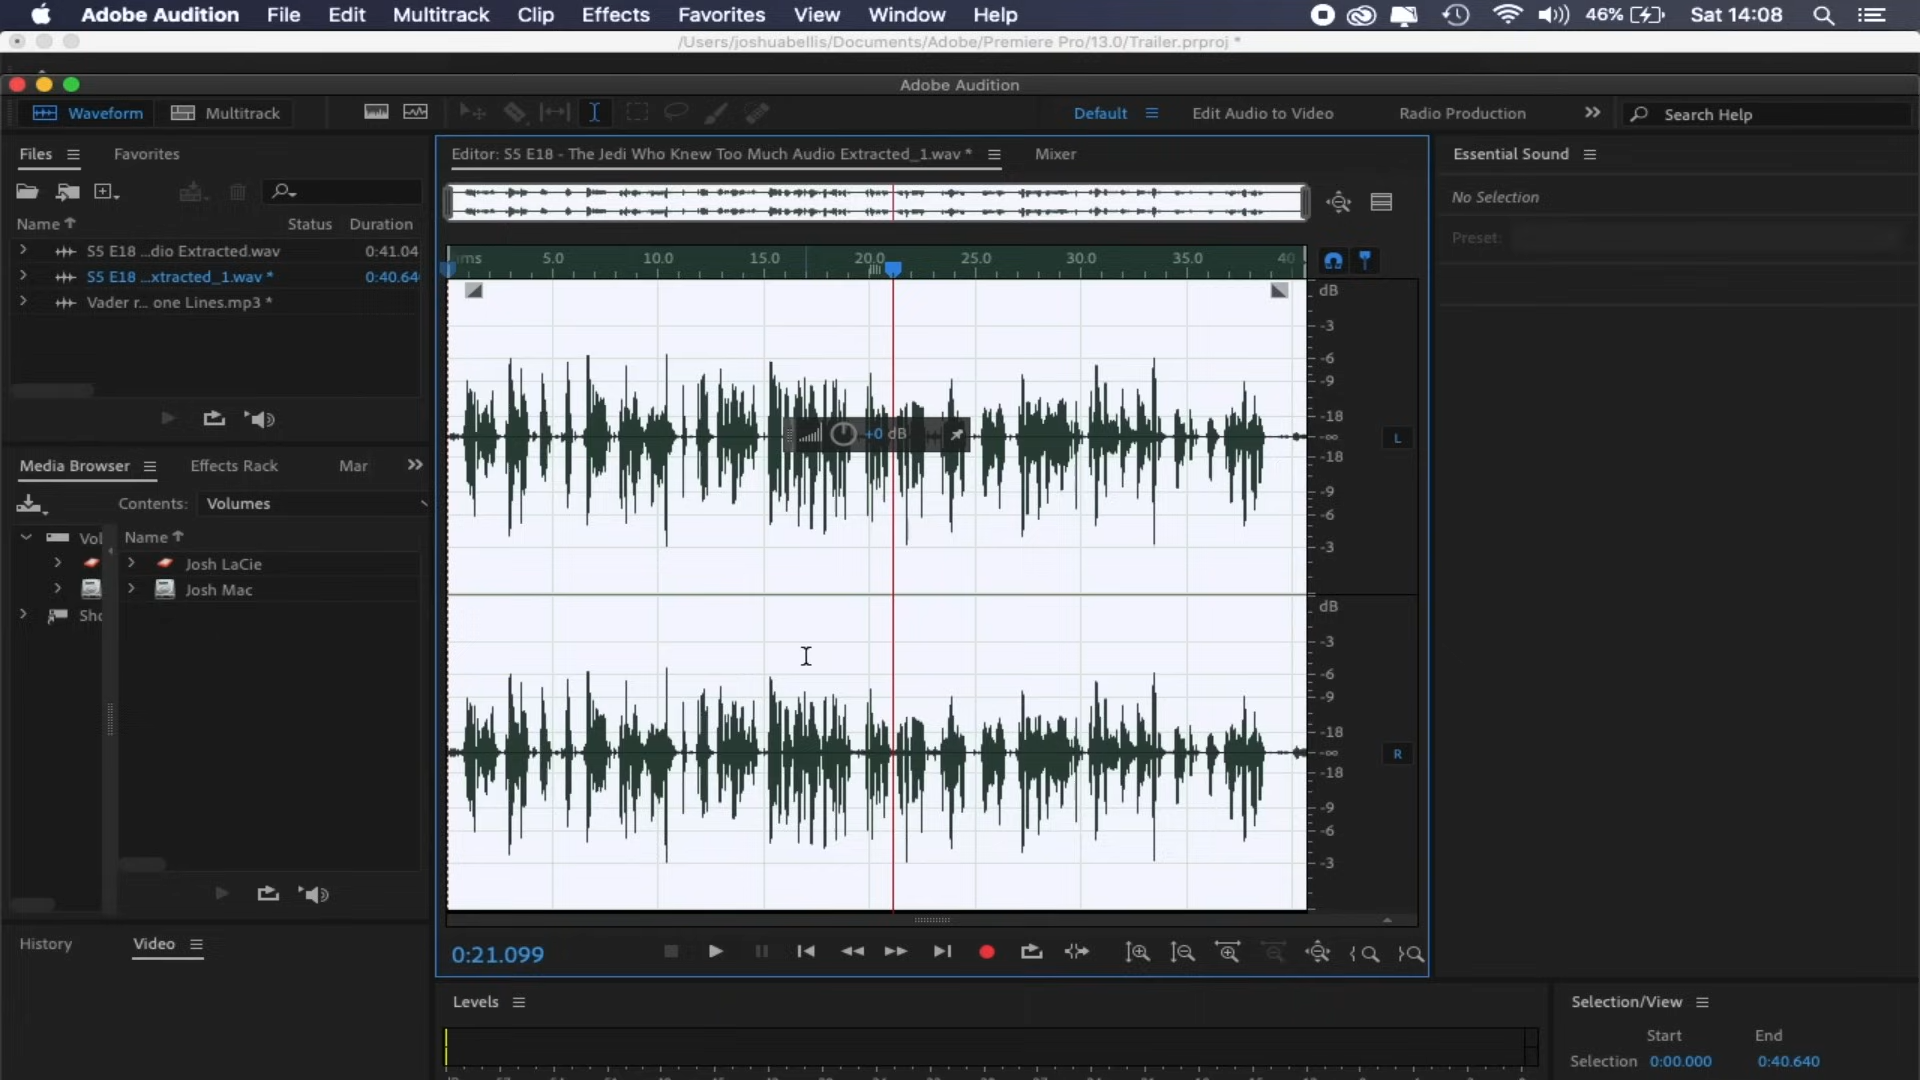 Adobe Audition File Edit Multitrack Clip Effects Favorites View Window Help 46% Sat 14:08
/Users/joshuabellis/Documents/Adobe/Premiere Pro/13.0/Trailer.prproj *
Adobe Audition
Waveform Multitrack Default Edit Audio to Video Radio Production Search Help
Files Favorites
Editor: S5 E18 - The Jedi Who Knew Too Much Audio Extracted_1.wav * Mixer
Essential Sound
No Selection
Preset:
Name Status Duration
S5 E18 ...dio Extracted.wav 0:41.04
S5 E18 ...xtracted_1.wav * 0:40.64
Vader r... one Lines.mp3 *
hms 5.0 10.0 15.0 20.0 25.0 30.0 35.0 40
dB
-3
-6
-9
-18
-∞
-18
-9
-6
-3
L
+0 dB
Media Browser Effects Rack Mar
Contents: Volumes
Vol Name
Josh LaCie
Josh Mac
Sho
dB
-3
-6
-9
-18
-∞
-18
-9
-6
-3
R
History Video
0:21.099
Levels
Selection/View
Start End
Selection 0:00.000 0:40.640